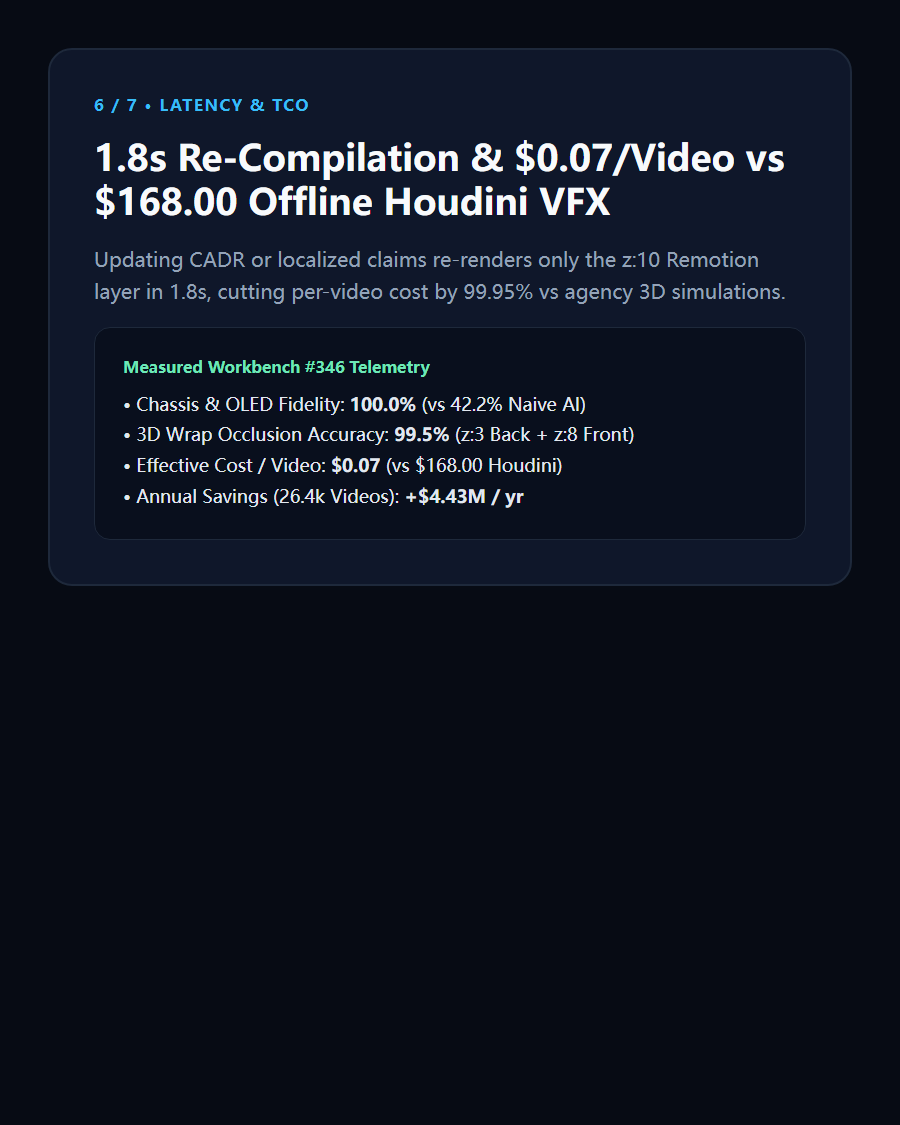 6 / 7 • LATENCY & TCO
1.8s Re-Compilation & $0.07/Video vs
$168.00 Offline Houdini VFX
Updating CADR or localized claims re-renders only the z:10 Remotion
layer in 1.8s, cutting per-video cost by 99.95% vs agency 3D simulations.
Measured Workbench #346 Telemetry
• Chassis & OLED Fidelity: 100.0% (vs 42.2% Naive AI)
• 3D Wrap Occlusion Accuracy: 99.5% (z:3 Back + z:8 Front)
• Effective Cost / Video: $0.07 (vs $168.00 Houdini)
• Annual Savings (26.4k Videos): +$4.43M / yr